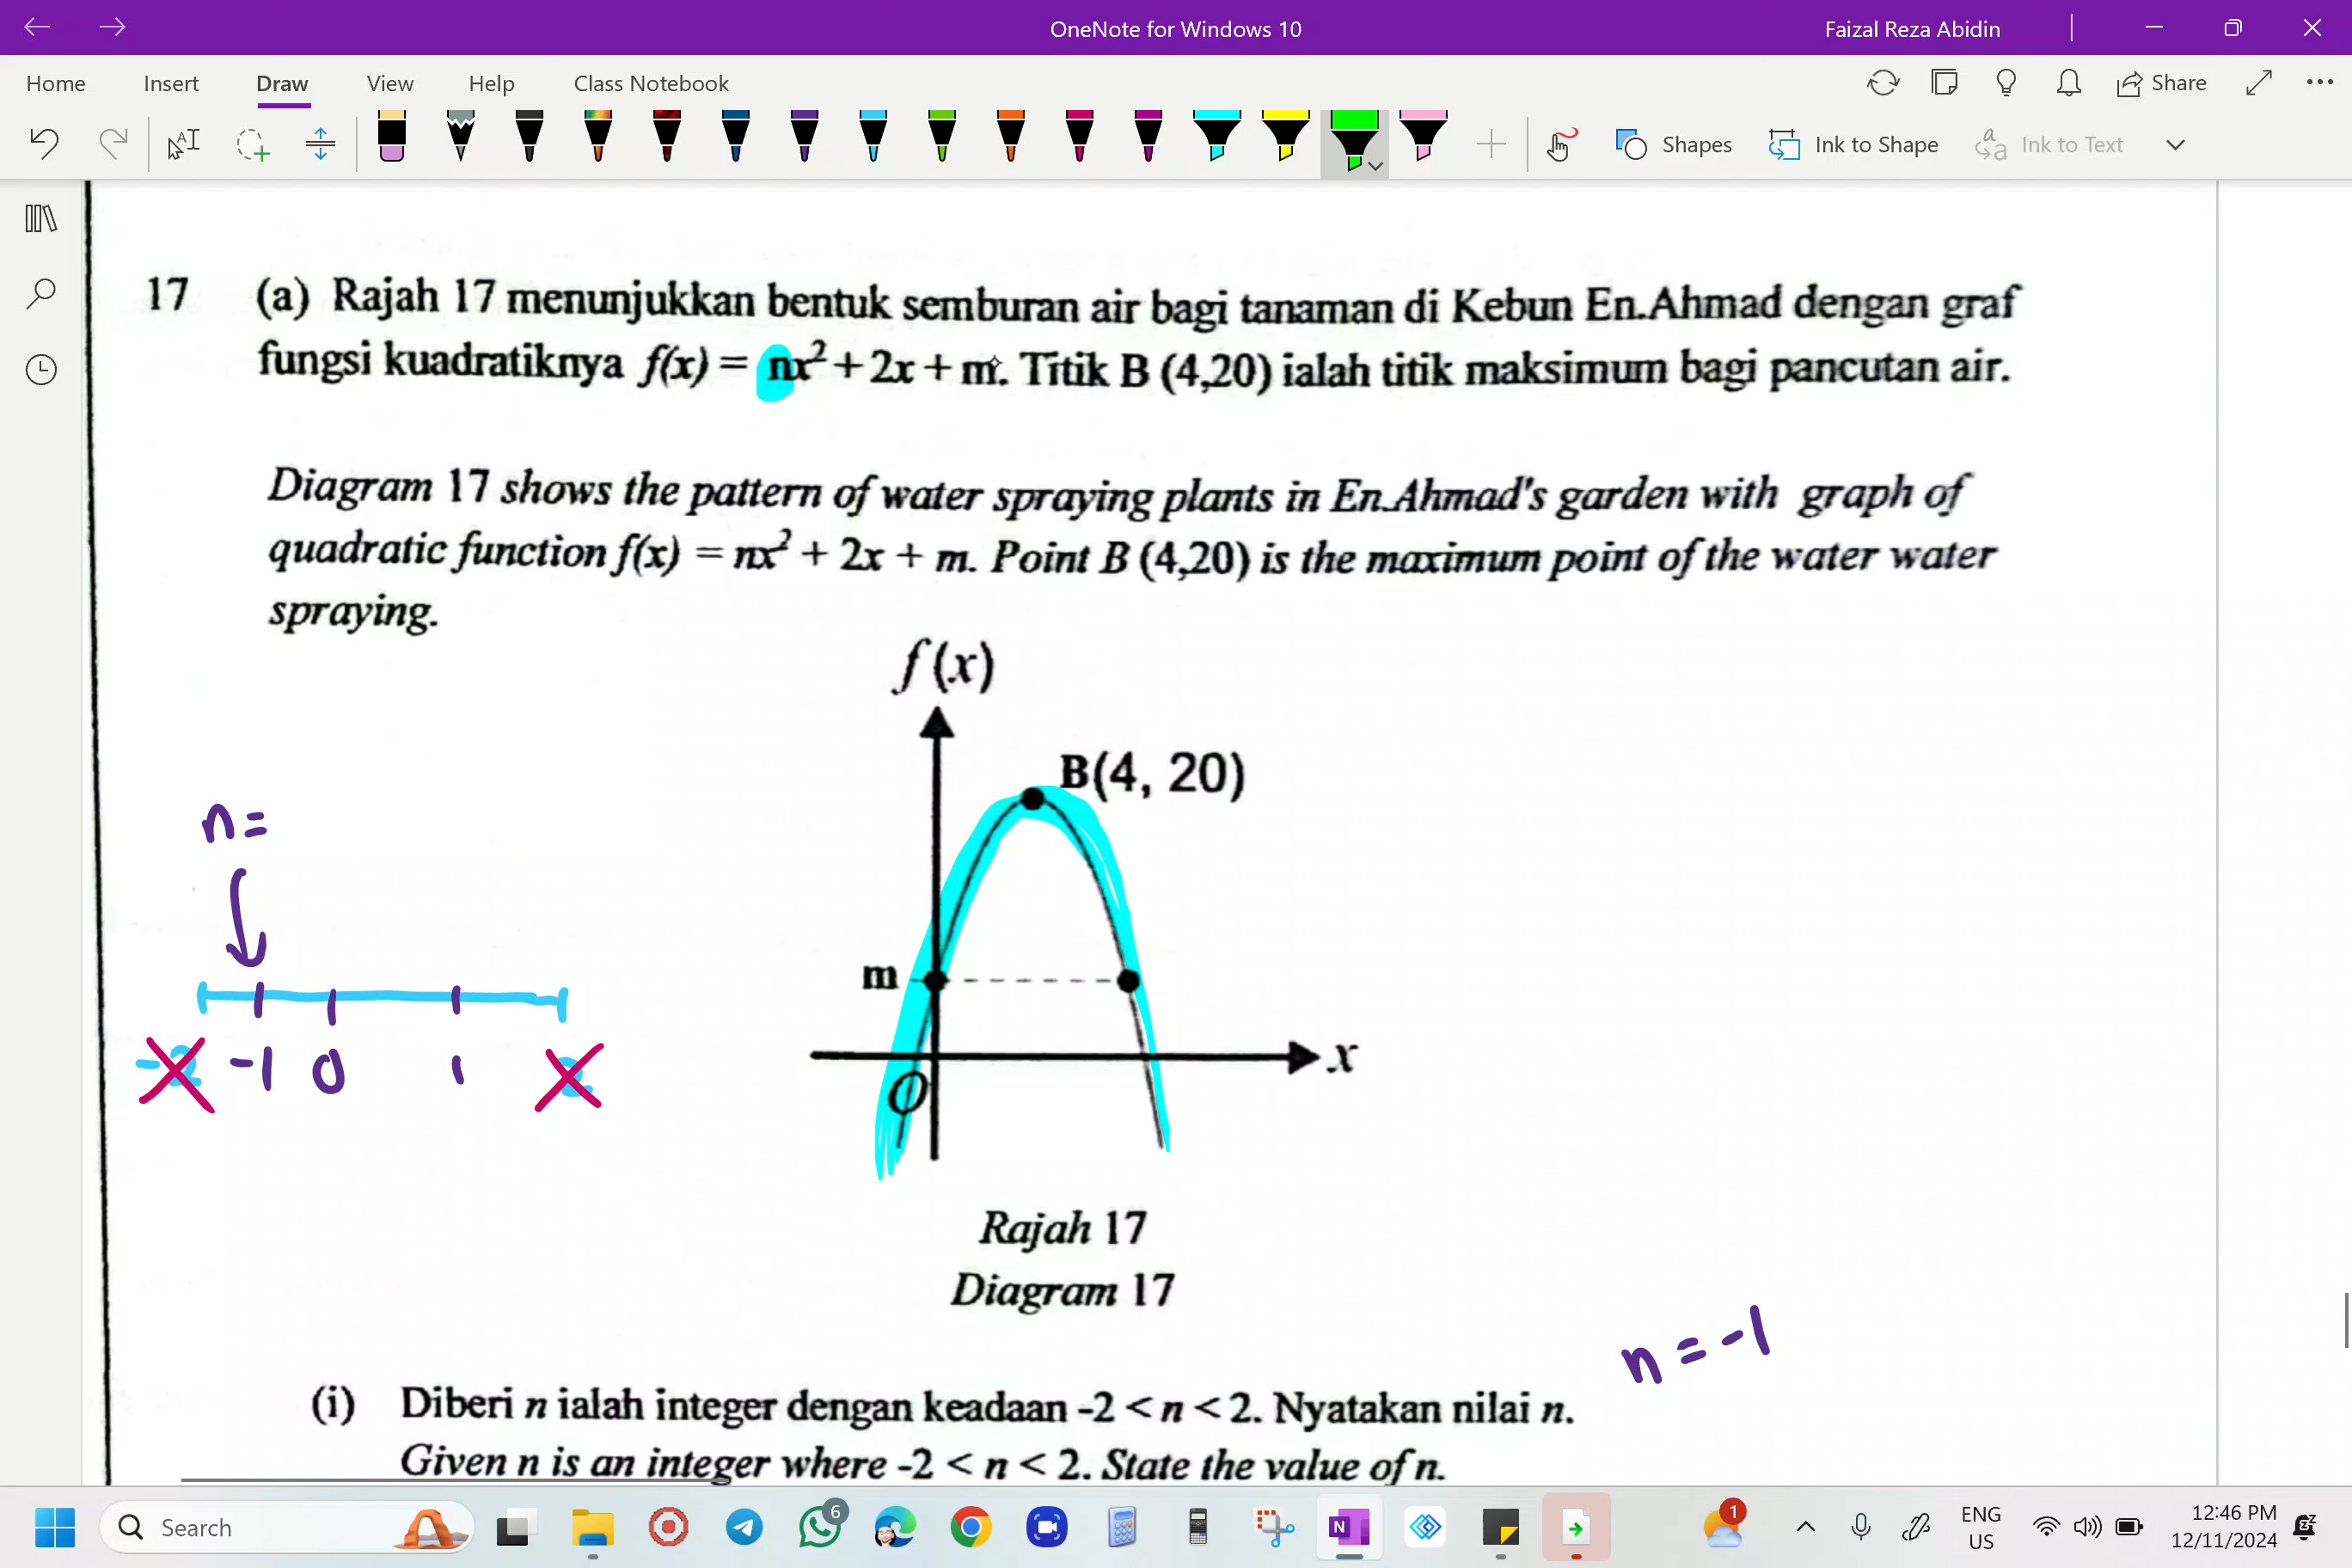 OneNote for Windows 10
Faizal Reza Abidin
Home Insert Draw View Help Class Notebook
Share
Shapes Ink to Shape Ink to Text
17 (a) Rajah 17 menunjukkan bentuk semburan air bagi tanaman di Kebun En.Ahmad dengan graf
fungsi kuadratiknya f(x) = nx² + 2x + m. Titik B (4,20) ialah titik maksimum bagi pancutan air.
Diagram 17 shows the pattern of water spraying plants in En.Ahmad's garden with graph of
quadratic function f(x) = nx² + 2x + m. Point B (4,20) is the maximum point of the water water
spraying.
f(x)
B(4, 20)
n=
m
-2 -1 0 1 2
O
x
Rajah 17
Diagram 17
n = -1
(i) Diberi n ialah integer dengan keadaan -2 < n < 2. Nyatakan nilai n.
Given n is an integer where -2 < n < 2. State the value of n.
Search
6
1
ENG
US
12:46 PM
12/11/2024